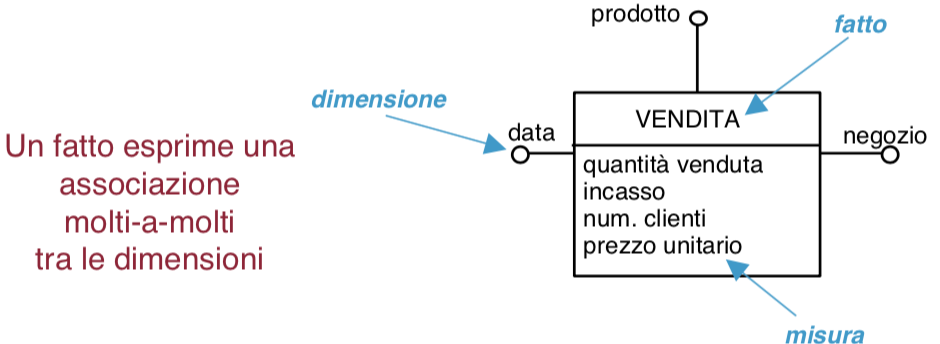 prodotto
fatto
dimensione
data
VENDITA
negozio
quantità venduta
incasso
num. clienti
prezzo unitario
misura
Un fatto esprime una
associazione
molti-a-molti
tra le dimensioni